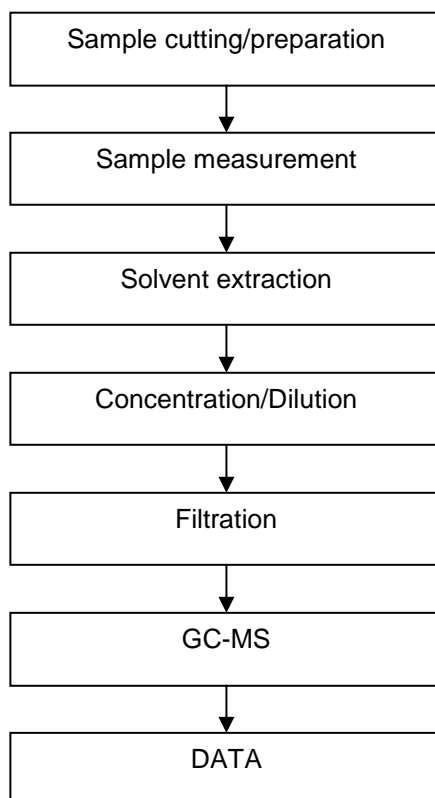 Sample cutting/preparation
Sample measurement
Solvent extraction
Concentration/Dilution
Filtration
GC-MS
DATA